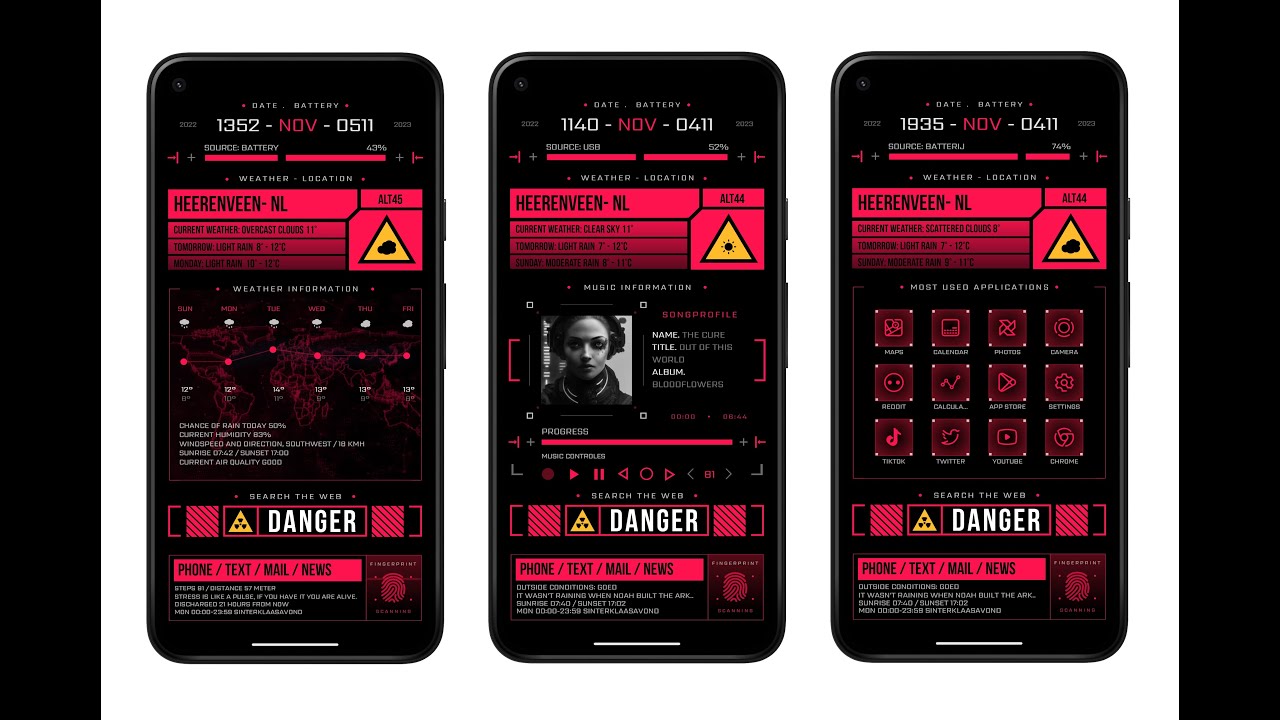 DATE . BATTERY
2022 1352 - NOV - 0511 2023
SOURCE: BATTERY 43%
WEATHER - LOCATION
HEERENVEEN- NL ALT45
CURRENT WEATHER: OVERCAST CLOUDS 11°
TOMORROW: LIGHT RAIN 8° - 12°C
MONDAY: LIGHT RAIN 10° - 12°C
WEATHER INFORMATION
SUN MON TUE WED THU FRI
12° 12° 14° 13° 13° 13°
8° 10° 11° 9° 8° 8°
CHANCE OF RAIN TODAY 50%
CURRENT HUMIDITY 83%
WINDSPEED AND DIRECTION, SOUTHWEST / 18 KMH
SUNRISE 07:42 / SUNSET 17:00
CURRENT AIR QUALITY GOOD
SEARCH THE WEB
DANGER
PHONE / TEXT / MAIL / NEWS
FINGERPRINT
STEPS 81 / DISTANCE 57 METER
STRESS IS LIKE A PULSE, IF YOU HAVE IT YOU ARE ALIVE.
DISCHARGED 21 HOURS FROM NOW
MON 00:00-23:59 SINTERKLAASAVOND
SCANNING
DATE . BATTERY
2022 1140 - NOV - 0411 2023
SOURCE: USB 52%
WEATHER - LOCATION
HEERENVEEN- NL ALT44
CURRENT WEATHER: CLEAR SKY 11°
TOMORROW: LIGHT RAIN 7° - 12°C
SUNDAY: MODERATE RAIN 8° - 11°C
MUSIC INFORMATION
SONGPROFILE
NAME. THE CURE
TITLE. OUT OF THIS
WORLD
ALBUM.
BLOODFLOWERS
00:00 • 06:44
PROGRESS
MUSIC CONTROLES
81
SEARCH THE WEB
DANGER
PHONE / TEXT / MAIL / NEWS
FINGERPRINT
OUTSIDE CONDITIONS: GOED
IT WASN'T RAINING WHEN NOAH BUILT THE ARK...
SUNRISE 07:40 / SUNSET 17:02
MON 00:00-23:59 SINTERKLAASAVOND
SCANNING
DATE . BATTERY
2022 1935 - NOV - 0411 2023
SOURCE: BATTERIJ 74%
WEATHER - LOCATION
HEERENVEEN- NL ALT44
CURRENT WEATHER: SCATTERED CLOUDS 8°
TOMORROW: LIGHT RAIN 7° - 12°C
SUNDAY: MODERATE RAIN 9° - 11°C
MOST USED APPLICATIONS
MAPS CALENDAR PHOTOS CAMERA
REDDIT CALCULA... APP STORE SETTINGS
TIKTOK TWITTER YOUTUBE CHROME
SEARCH THE WEB
DANGER
PHONE / TEXT / MAIL / NEWS
FINGERPRINT
OUTSIDE CONDITIONS: GOED
IT WASN'T RAINING WHEN NOAH BUILT THE ARK...
SUNRISE 07:40 / SUNSET 17:02
MON 00:00-23:59 SINTERKLAASAVOND
SCANNING